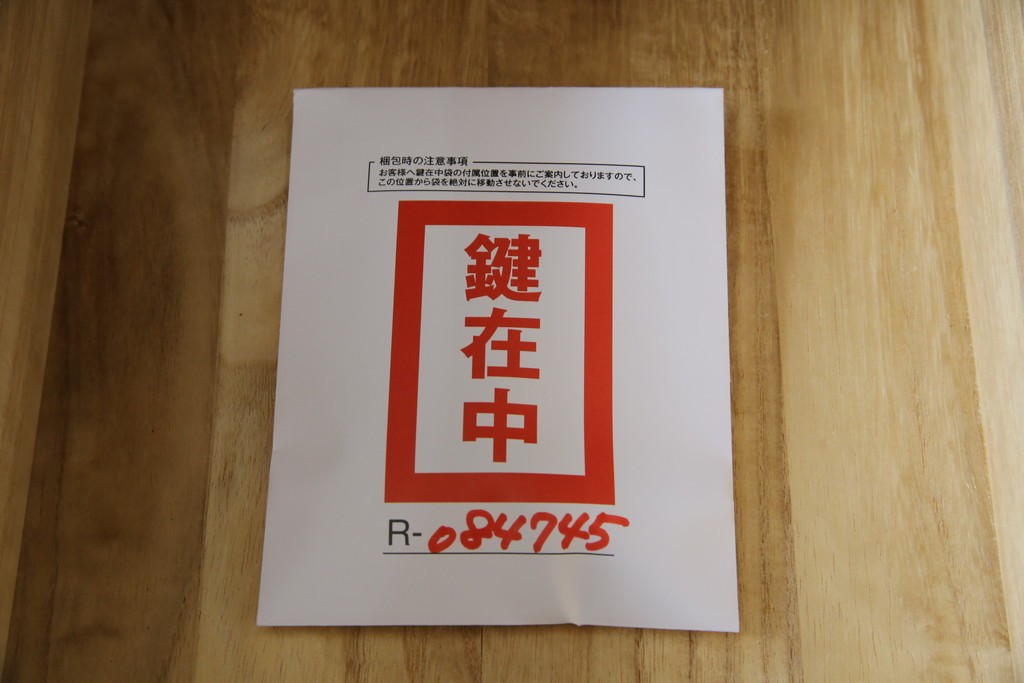 梱包時の注意事項
お客様へ鍵在中袋の付属位置を事前にご案内しておりますので、
この位置から袋を絶対に移動させないでください。
鍵在中
R-084745